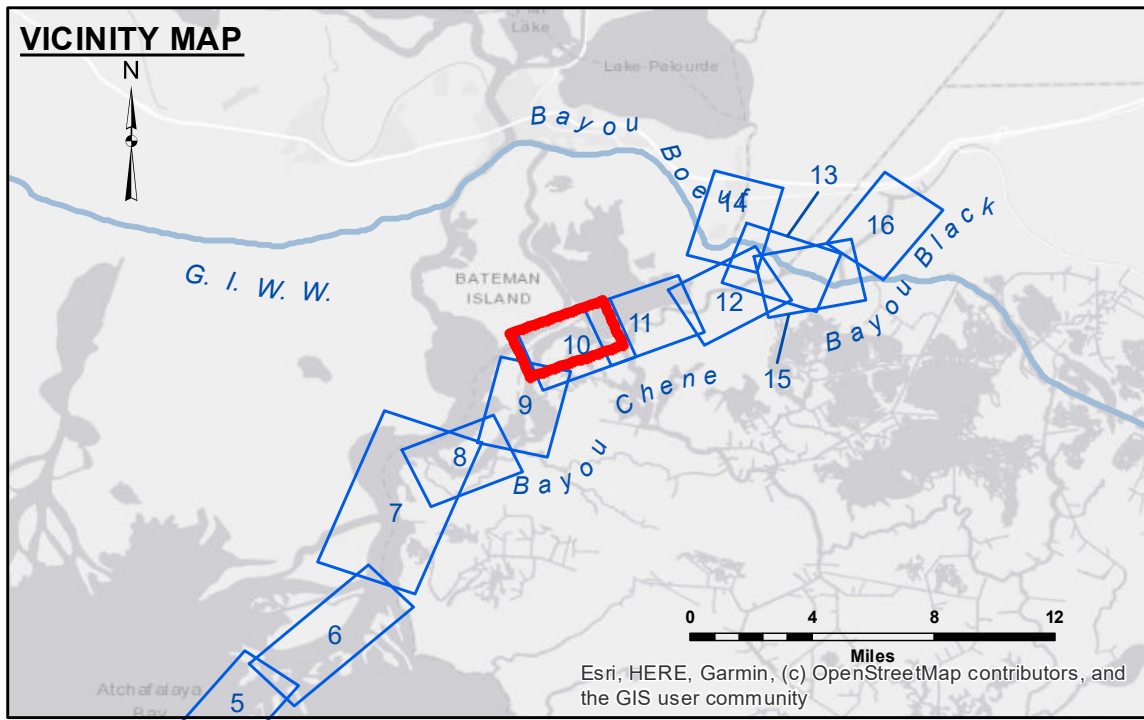 VICINITY MAP
N
Lake
Lake Palourde
Bayou
Boeuf
13
14
16
G. I. W. W.
BATEMAN
ISLAND
Bayou Black
12
11
10
15
Bayou Chene
9
8
7
6
5
Atchafalaya
Bay
0 4 8 12
Miles
Esri, HERE, Garmin, (c) OpenStreetMap contributors, and
the GIS user community